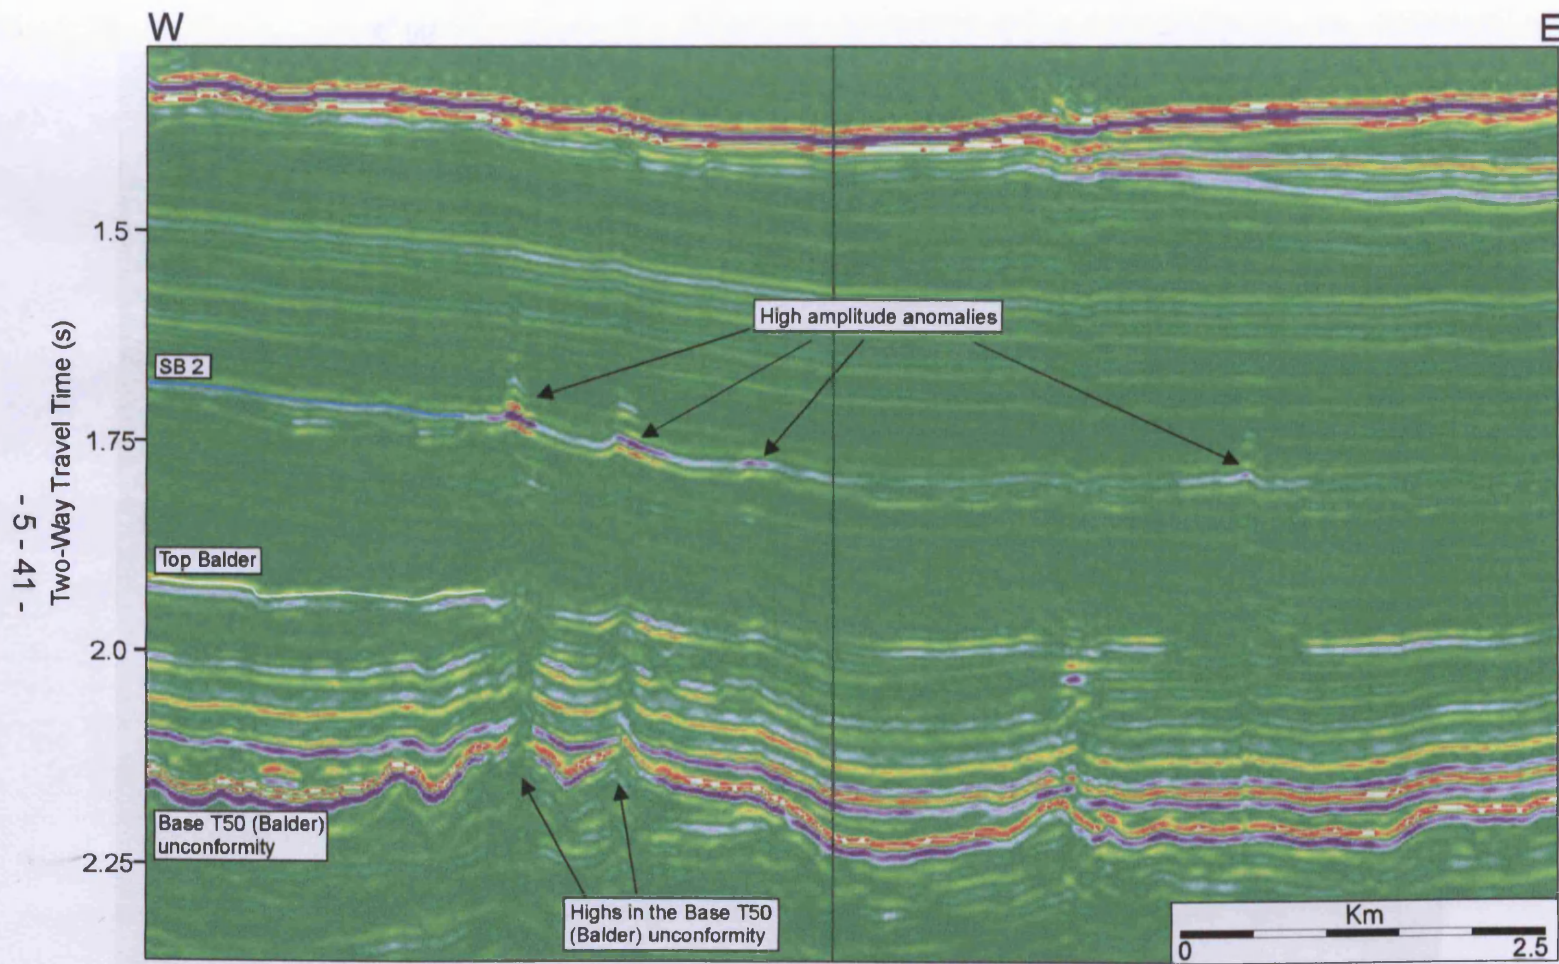 W
E
1.5
High amplitude anomalies
SB 2
1.75
Two-Way Travel Time (s)
- 5 - 41 -
Top Balder
2.0
Base T50 (Balder)
unconformity
2.25
Highs in the Base T50
(Balder) unconformity
Km
0
2.5